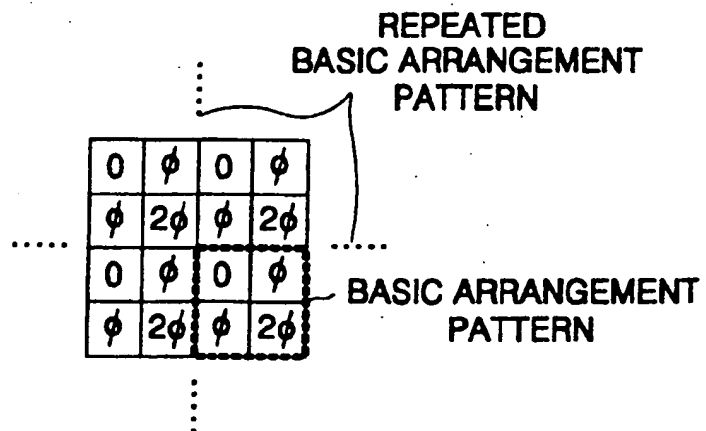 REPEATED
BASIC ARRANGEMENT
PATTERN
0 ϕ 0 ϕ
ϕ 2ϕ ϕ 2ϕ
0 ϕ 0 ϕ
ϕ 2ϕ ϕ 2ϕ
BASIC ARRANGEMENT
PATTERN